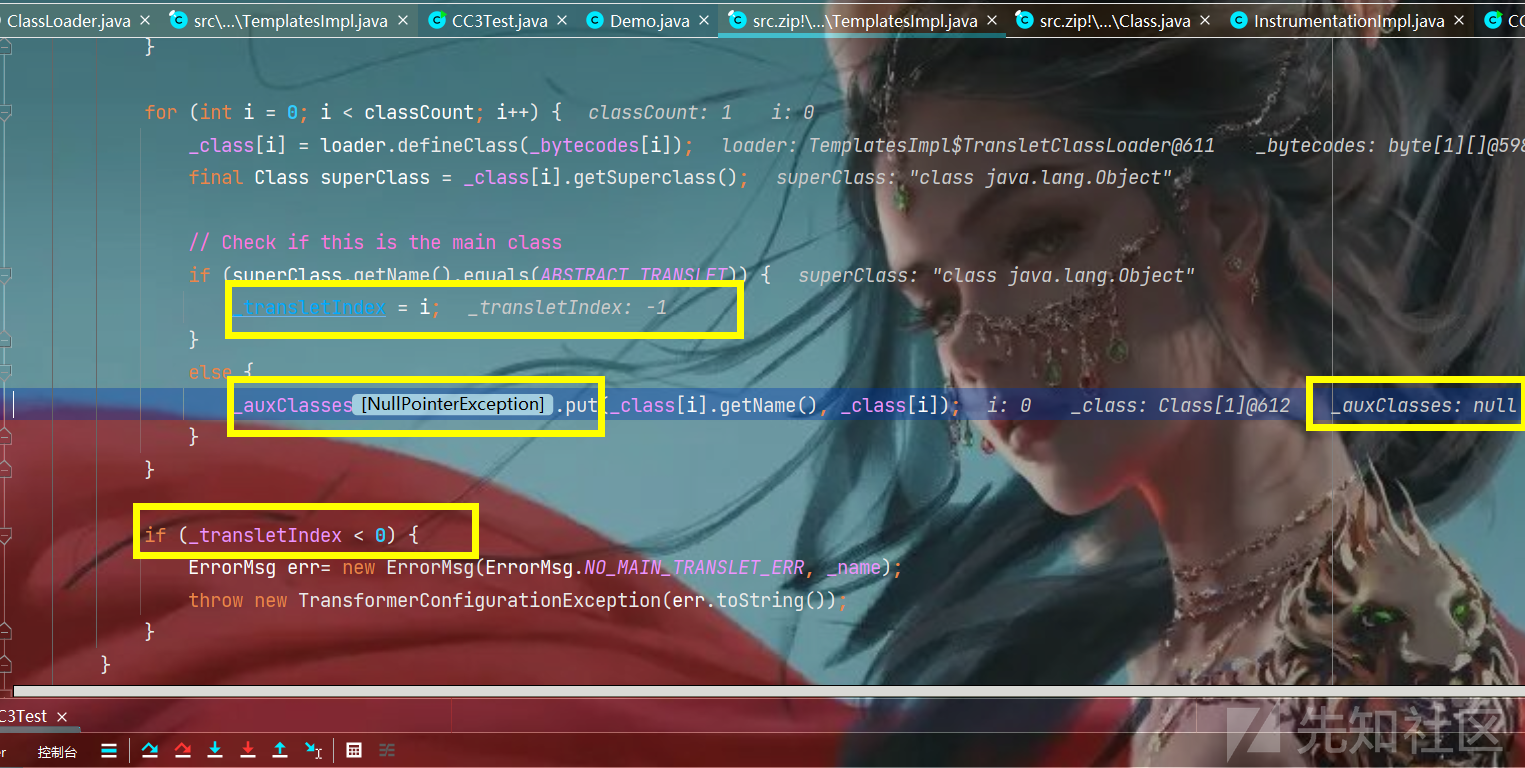 ClassLoader.java × src\...\TemplatesImpl.java × CC3Test.java × Demo.java × src.zip!\...\TemplatesImpl.java × src.zip!\...\Class.java × InstrumentationImpl.java ×
}
for (int i = 0; i < classCount; i++) { classCount: 1 i: 0
_class[i] = loader.defineClass(_bytecodes[i]); loader: TemplatesImpl$TransletClassLoader@611 _bytecodes: byte[1][]@598
final Class superClass = _class[i].getSuperclass(); superClass: "class java.lang.Object"
// Check if this is the main class
if (superClass.getName().equals(ABSTRACT_TRANSLET)) { superClass: "class java.lang.Object"
_transletIndex = i; _transletIndex: -1
}
else {
_auxClasses [NullPointerException] .put(_class[i].getName(), _class[i]); i: 0 _class: Class[1]@612 _auxClasses: null
}
}
if (_transletIndex < 0) {
ErrorMsg err= new ErrorMsg(ErrorMsg.NO_MAIN_TRANSLET_ERR, _name);
throw new TransformerConfigurationException(err.toString());
}
}
C3Test ×
er 控制台
先知社区